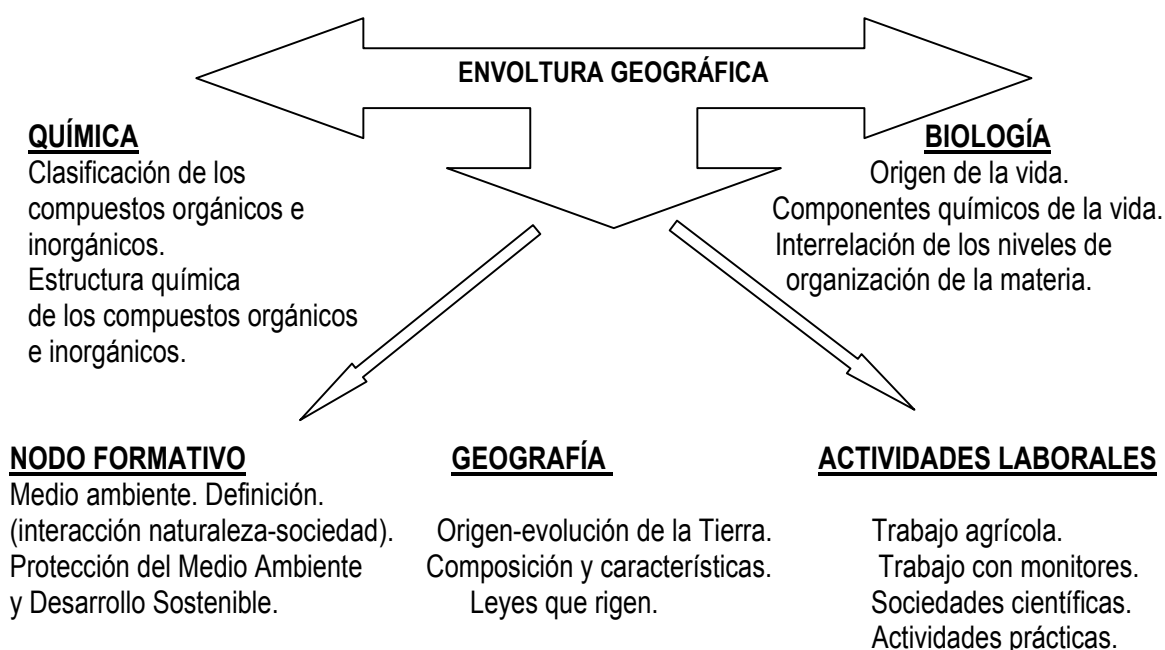 ENVOLTURA GEOGRÁFICA
QUÍMICA
Clasificación de los
compuestos orgánicos e
inorgánicos.
Estructura química
de los compuestos orgánicos
e inorgánicos.
BIOLOGÍA
Origen de la vida.
Componentes químicos de la vida.
Interrelación de los niveles de
organización de la materia.
NODO FORMATIVO
Medio ambiente. Definición.
(interacción naturaleza-sociedad).
Protección del Medio Ambiente
y Desarrollo Sostenible.
GEOGRAFÍA
Origen-evolución de la Tierra.
Composición y características.
Leyes que rigen.
ACTIVIDADES LABORALES
Trabajo agrícola.
Trabajo con monitores.
Sociedades científicas.
Actividades prácticas.